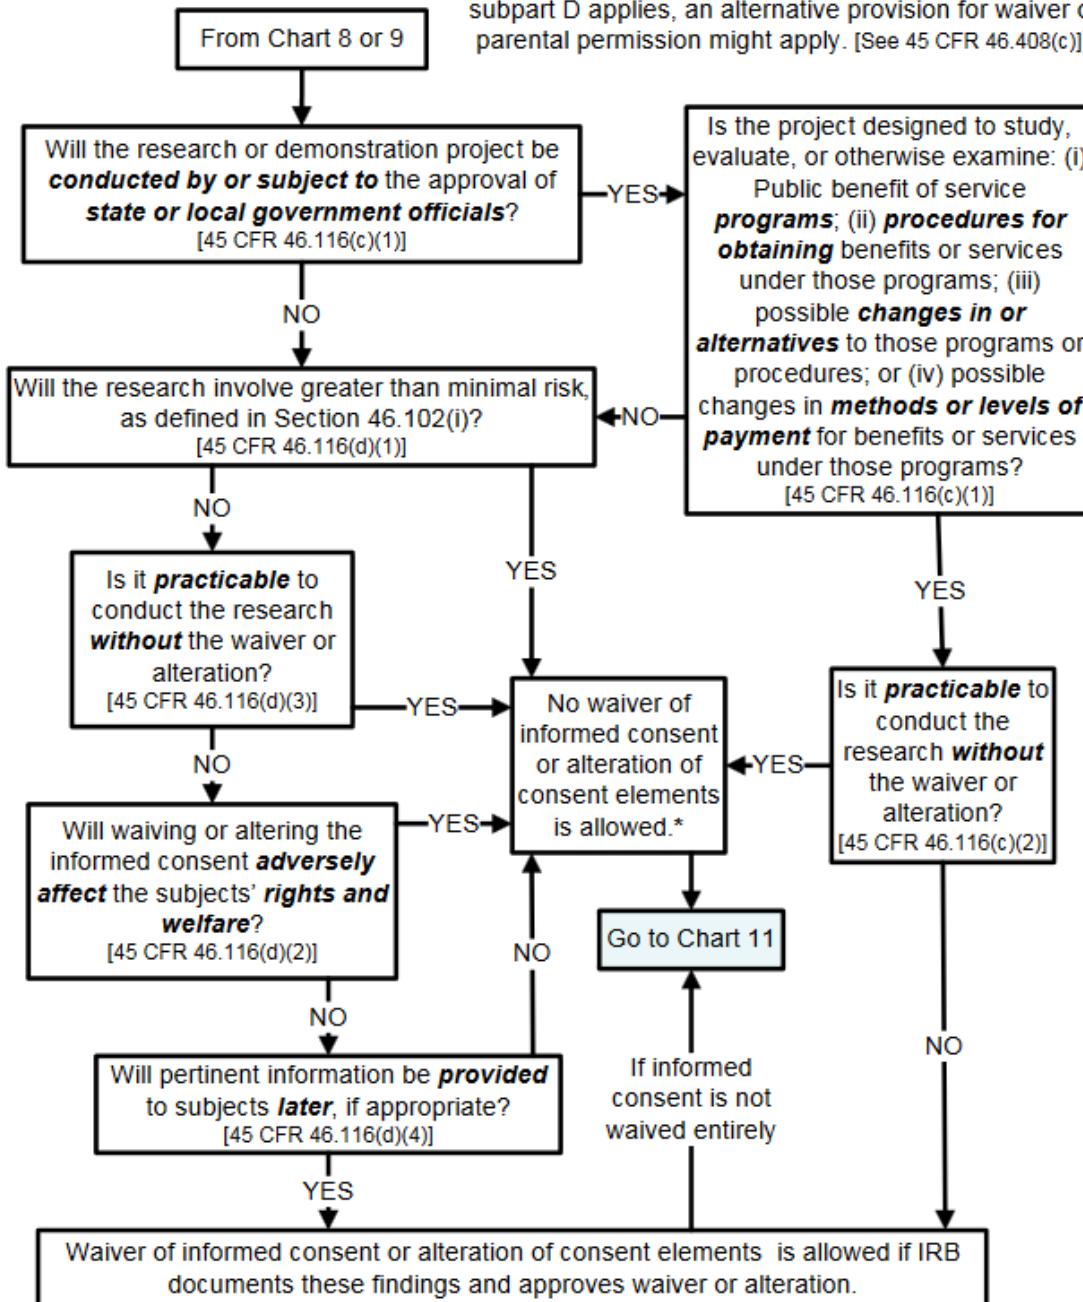 subpart D applies, an alternative provision for waiver o
parental permission might apply. [See 45 CFR 46.408(c)]
From Chart 8 or 9
Will the research or demonstration project be
conducted by or subject to the approval of
state or local government officials?
[45 CFR 46.116(c)(1)]
YES
Is the project designed to study,
evaluate, or otherwise examine: (i)
Public benefit of service
programs; (ii) procedures for
obtaining benefits or services
under those programs; (iii)
possible changes in or
alternatives to those programs or
procedures; or (iv) possible
changes in methods or levels of
payment for benefits or services
under those programs?
[45 CFR 46.116(c)(1)]
NO
Will the research involve greater than minimal risk,
as defined in Section 46.102(i)?
[45 CFR 46.116(d)(1)]
NO
NO
YES
YES
Is it practicable to
conduct the research
without the waiver or
alteration?
[45 CFR 46.116(d)(3)]
YES
No waiver of
informed consent
or alteration of
consent elements
is allowed.*
YES
Is it practicable to
conduct the
research without
the waiver or
alteration?
[45 CFR 46.116(c)(2)]
NO
Will waiving or altering the
informed consent adversely
affect the subjects' rights and
welfare?
[45 CFR 46.116(d)(2)]
YES
Go to Chart 11
NO
NO
NO
Will pertinent information be provided
to subjects later, if appropriate?
[45 CFR 46.116(d)(4)]
If informed
consent is not
waived entirely
YES
Waiver of informed consent or alteration of consent elements is allowed if IRB
documents these findings and approves waiver or alteration.